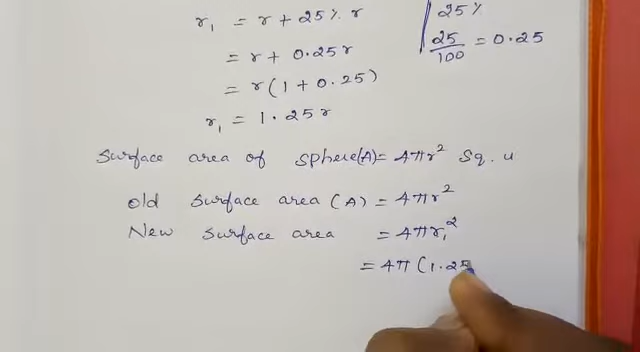 r₁ = r + 25% r
= r + 0.25r
= r(1 + 0.25)
r₁ = 1.25r
25%
25/100 = 0.25
Surface area of sphere(A) = 4πr² Sq. u
Old Surface area (A) = 4πr²
New Surface area = 4πr₁²
= 4π (1.25